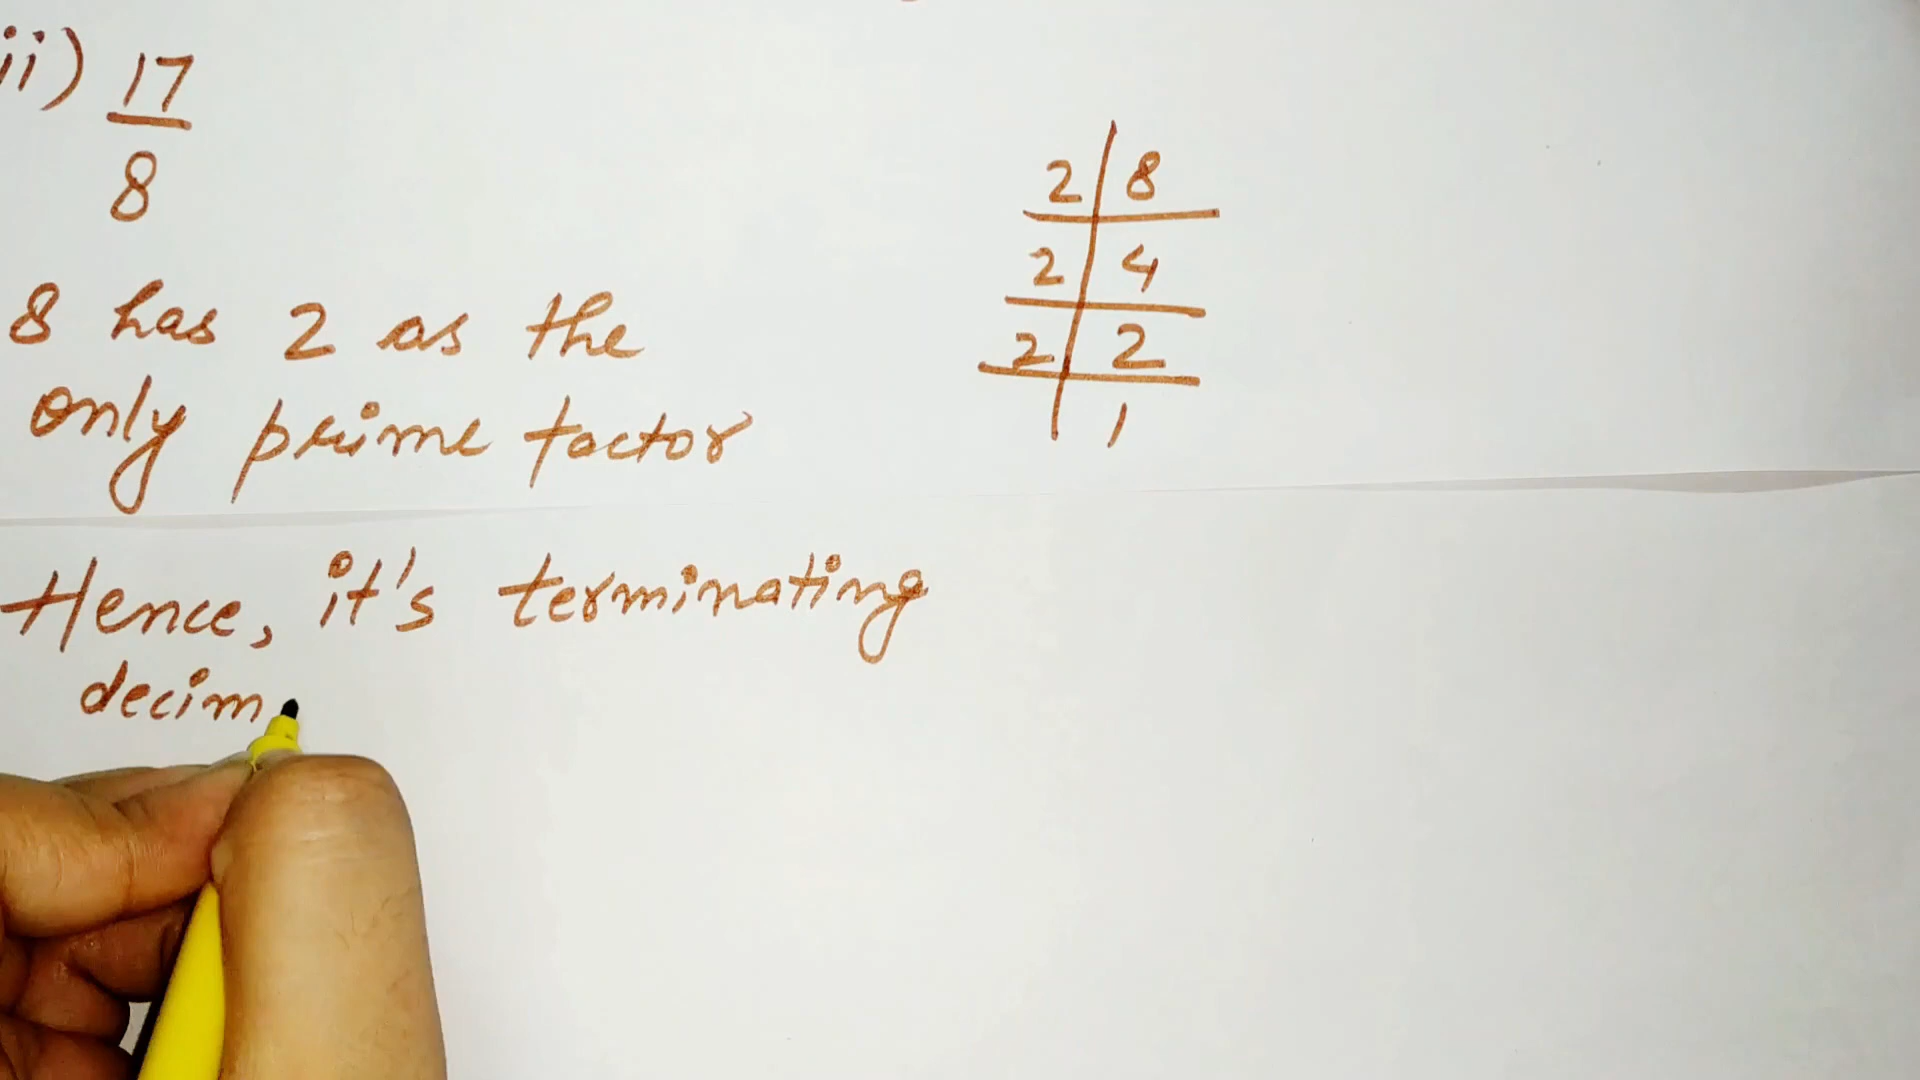 ii) 17
8
8 has 2 as the
only prime factor
Hence, it's terminating
decim
2 8
2 4
2 2
1